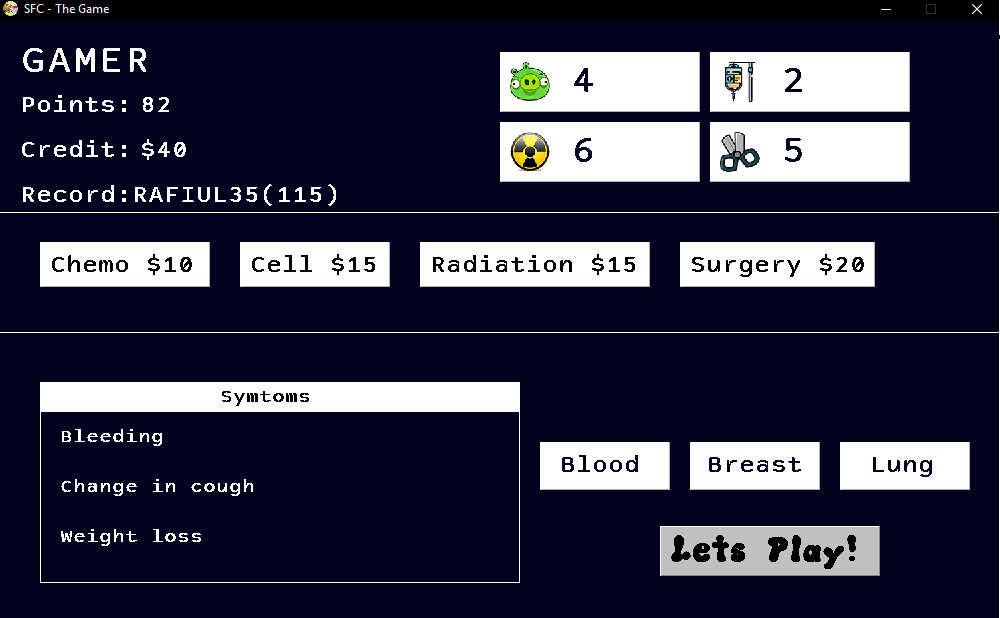 SFC - The Game
GAMER
Points: 82
Credit: $40
Record:RAFIUL35(115)
4
2
6
5
Chemo $10
Cell $15
Radiation $15
Surgery $20
Symtoms
Bleeding
Change in cough
Weight loss
Blood
Breast
Lung
Lets Play!